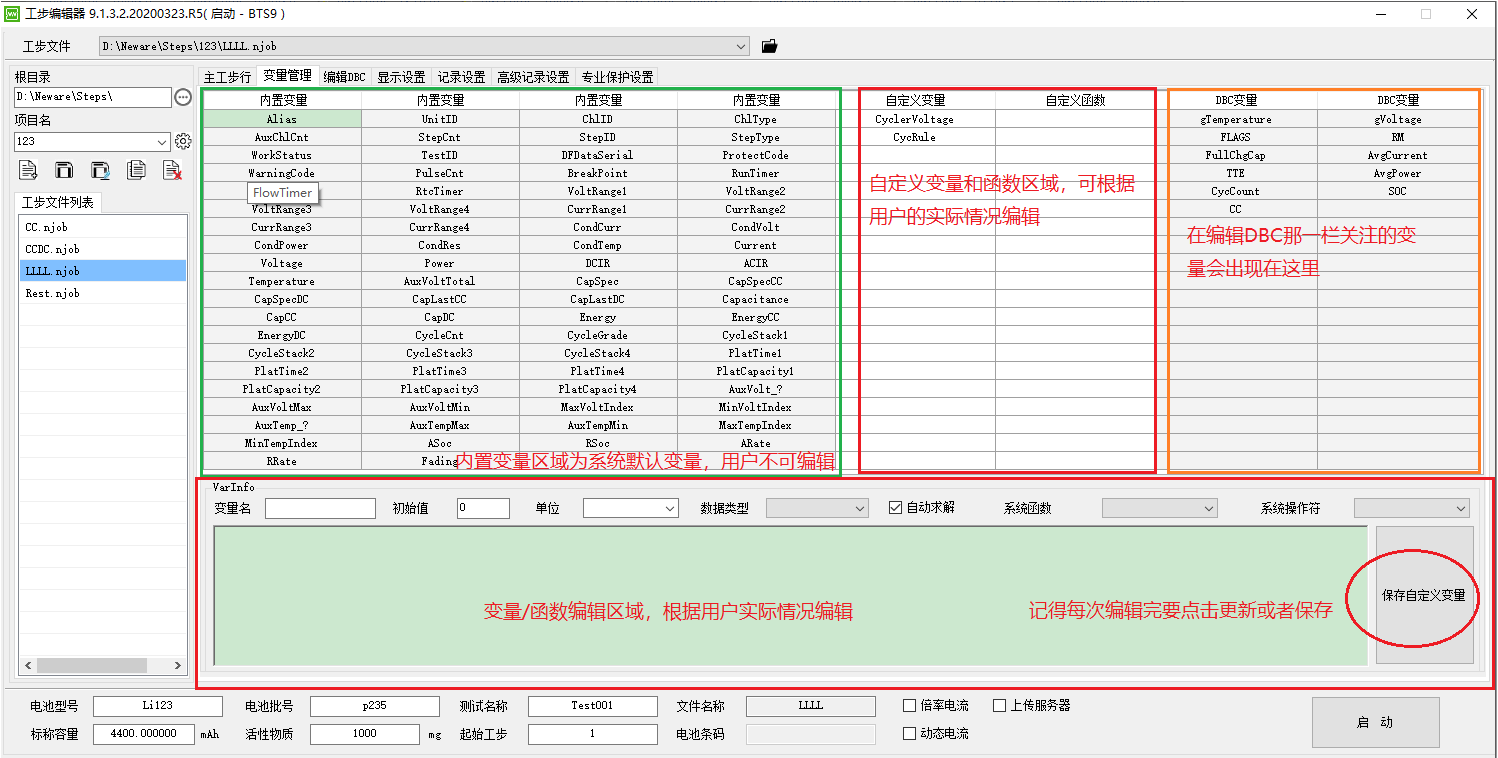 工步编辑器 9.1.3.2.20200323.R5( 启动 - BTS9 )
工步文件 D:\Neware\Steps\123\LLLL.njob
根目录
D:\Neware\Steps\
项目名
123
工步文件列表
CC.njob
CCDC.njob
LLLL.njob
Rest.njob
主工步行 变量管理 编辑DBC 显示设置 记录设置 高级记录设置 专业保护设置
内置变量 内置变量 内置变量 内置变量
Alias UnitID ChlID ChlType
AuxChlCnt StepCnt StepID StepType
WorkStatus TestID DFDataSerial ProtectCode
WarningCode PulseCnt BreakPoint RunTimer
FlowTimer RtcTimer VoltRange1 VoltRange2
VoltRange3 VoltRange4 CurrRange1 CurrRange2
CurrRange3 CurrRange4 CondCurr CondVolt
CondPower CondRes CondTemp Current
Voltage Power DCIR ACIR
Temperature AuxVoltTotal CapSpec CapSpecCC
CapSpecDC CapLastCC CapLastDC Capacitance
CapCC CapDC Energy EnergyCC
EnergyDC CycleCnt CycleGrade CycleStack1
CycleStack2 CycleStack3 CycleStack4 PlatTime1
PlatTime2 PlatTime3 PlatTime4 PlatCapacity1
PlatCapacity2 PlatCapacity3 PlatCapacity4 AuxVolt_?
AuxVoltMax AuxVoltMin MaxVoltIndex MinVoltIndex
AuxTemp_? AuxTempMax AuxTempMin MaxTempIndex
MinTempIndex ASoc RSoc ARate
RRate Fading
内置变量区域为系统默认变量，用户不可编辑
自定义变量 自定义函数
CyclerVoltage
CycRule
自定义变量和函数区域，可根据
用户的实际情况编辑
DBC变量 DBC变量
gTemperature gVoltage
FLAGS RM
FullChgCap AvgCurrent
TTE AvgPower
CycCount SOC
CC
在编辑DBC那一栏关注的变
量会出现在这里
VarInfo
变量名 初始值 0 单位 数据类型 自动求解 系统函数 系统操作符
变量/函数编辑区域，根据用户实际情况编辑
记得每次编辑完要点击更新或者保存
保存自定义变量
电池型号 Li123 电池批号 p235 测试名称 Test001 文件名称 LLLL 倍率电流 上传服务器
标称容量 4400.000000 mAh 活性物质 1000 mg 起始工步 1 电池条码 动态电流
启 动